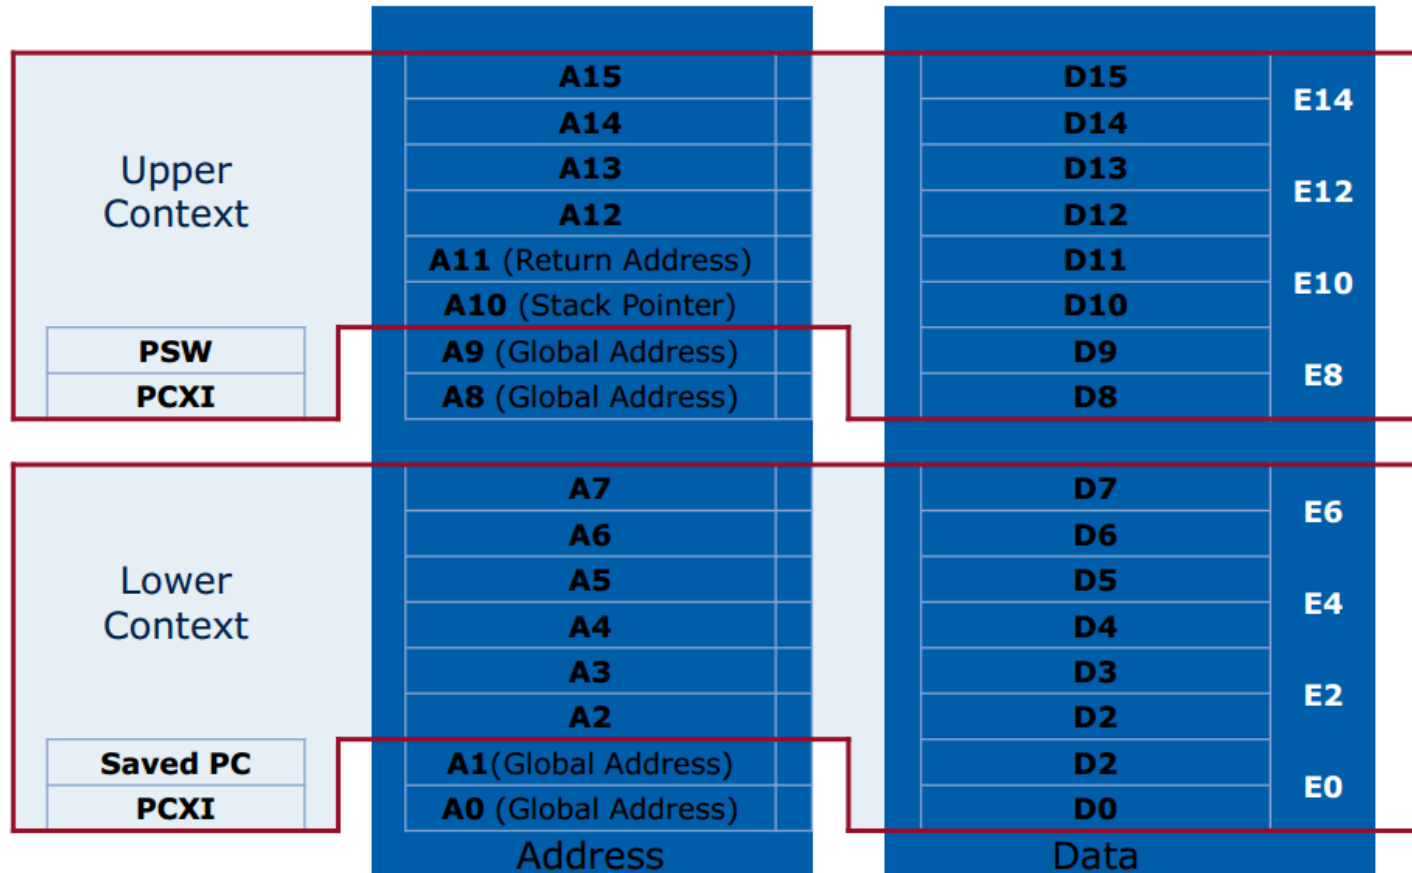 A15 D15
E14
A14 D14
Upper
Context
A13 D13
E12
A12 D12
A11 (Return Address) D11
E10
A10 (Stack Pointer) D10
PSW A9 (Global Address) D9
E8
PCXI A8 (Global Address) D8
A7 D7
E6
A6 D6
Lower
Context
A5 D5
E4
A4 D4
A3 D3
E2
A2 D2
Saved PC A1(Global Address) D2
E0
PCXI A0 (Global Address) D0
Address Data